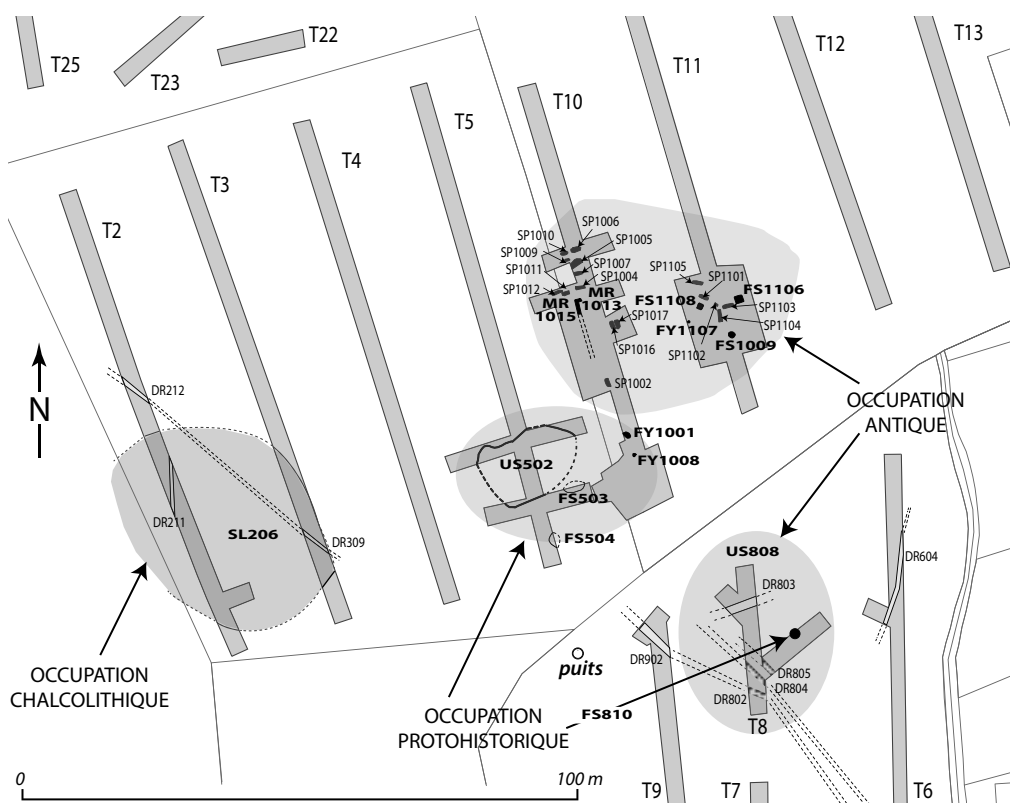 T25
T23
T22
T11
T12
T13
T10
T5
T4
T3
T2
SP1006
SP1010
SP1005
SP1009
SP1007
SP1011
SP1004
SP1012
MR
1015
MR
1013
SP1017
SP1016
SP1002
SP1105
SP1101
FS1106
FS1108
SP1103
FY1107
SP1104
SP1102
FS1009
N
DR212
OCCUPATION
ANTIQUE
FY1001
FY1008
US502
FS503
FS504
DR211
SL206
DR309
US808
DR803
DR604
DR902
DR805
DR804
DR802
puits
FS810
T8
OCCUPATION
CHALCOLITHIQUE
OCCUPATION
PROTOHISTORIQUE
0
100 m
T9
T7
T6